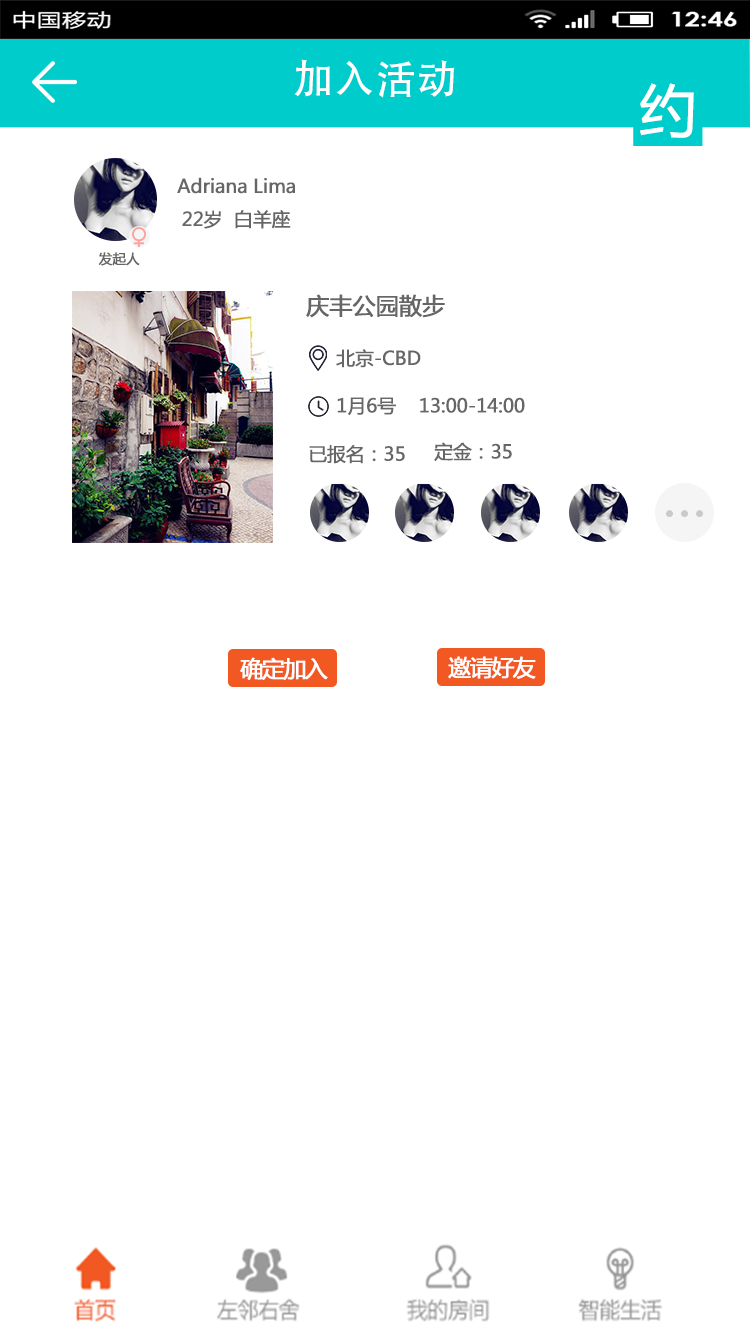 中国移动 12:46
加入活动
约
Adriana Lima
22岁 白羊座
发起人
庆丰公园散步
北京-CBD
1月6号 13:00-14:00
已报名：35 定金：35
确定加入 邀请好友
首页 左邻右舍 我的房间 智能生活